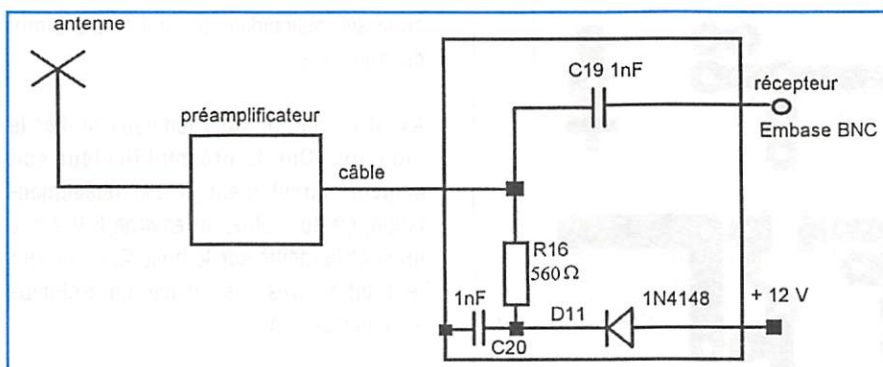 antenne
préamplificateur
câble
C19 1nF
récepteur
Embase BNC
R16
560 Ω
1nF
D11
1N4148
+ 12 V
C20